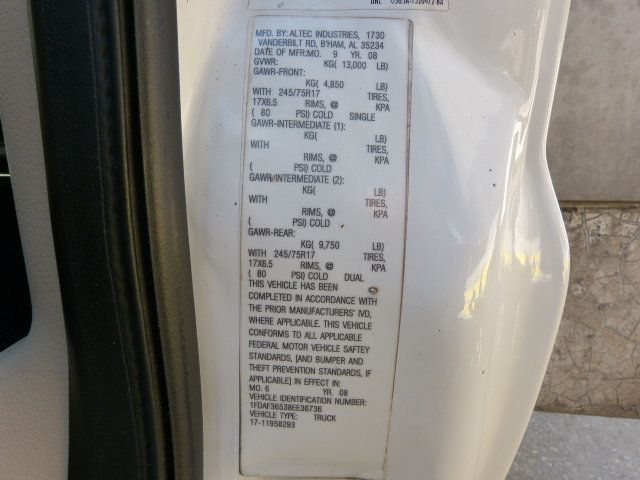 DNL
MFD. BY: ALTEC INDUSTRIES, 1730
VANDERBILT RD, B'HAM, AL 35234
DATE OF MFR:MO. 9 YR. 08
GVWR: KG( 13,000 LB)
GAWR-FRONT:
KG( 4,850 LB)
WITH 245/75R17 TIRES,
17X6.5 RIMS, @ KPA
( 80 PSI) COLD SINGLE
GAWR-INTERMEDIATE (1):
KG( LB)
WITH TIRES,
RIMS, @ KPA
( PSI) COLD
GAWR/INTERMEDIATE (2):
KG( LB)
WITH TIRES,
RIMS, @ KPA
( PSI) COLD
GAWR-REAR:
KG( 9,750 LB)
WITH 245/75R17 TIRES,
17X6.5 RIMS, @ KPA
( 80 PSI) COLD DUAL
THIS VEHICLE HAS BEEN
COMPLETED IN ACCORDANCE WITH
THE PRIOR MANUFACTURERS' IVD,
WHERE APPLICABLE. THIS VEHICLE
CONFORMS TO ALL APPLICABLE
FEDERAL MOTOR VEHICLE SAFTEY
STANDARDS, [AND BUMPER AND
THEFT PREVENTION STANDARDS, IF
APPLICABLE] IN EFFECT IN:
MO. 6 YR. 08
VEHICLE IDENTIFICATION NUMBER:
1FDAF36538EE36736
VEHICLE TYPE: TRUCK
17-11958293